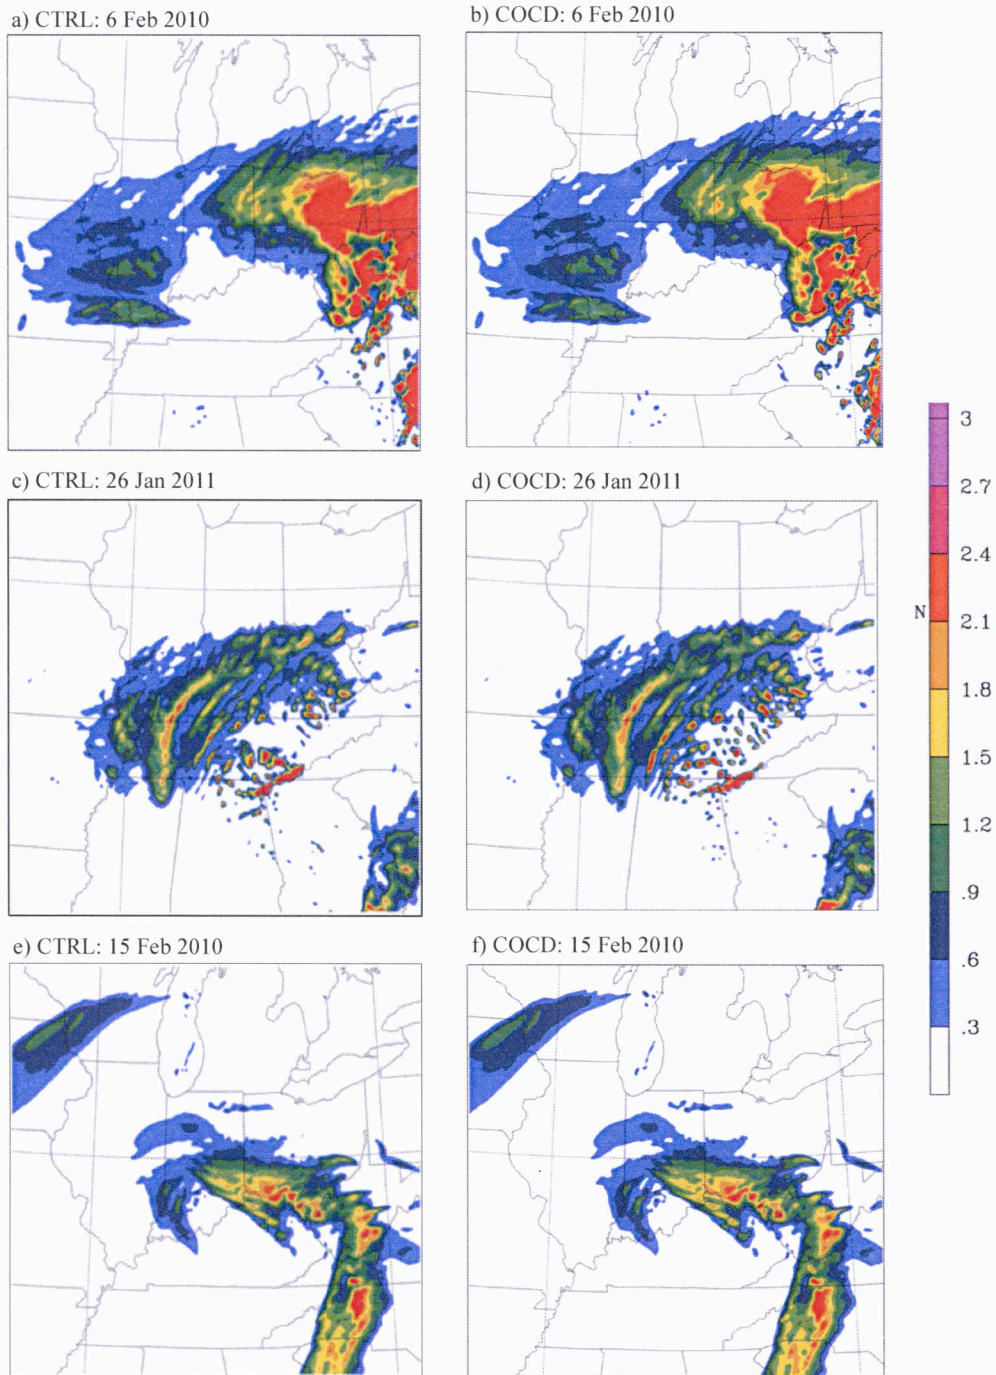 a) CTRL: 6 Feb 2010
b) COCD: 6 Feb 2010
c) CTRL: 26 Jan 2011
d) COCD: 26 Jan 2011
e) CTRL: 15 Feb 2010
f) COCD: 15 Feb 2010
3
2.7
2.4
N
2.1
1.8
1.5
1.2
.9
.6
.3